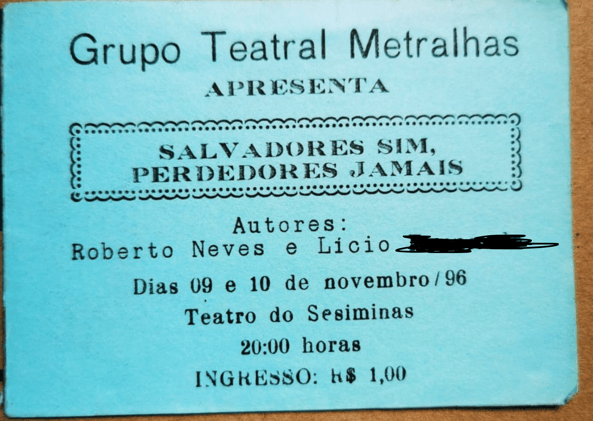 Grupo Teatral Metralhas
APRESENTA
SALVADORES SIM,
PERDEDORES JAMAIS
Autores:
Roberto Neves e Lício
Dias 09 e 10 de novembro/96
Teatro do Sesiminas
20:00 horas
INGRESSO: R$ 1,00